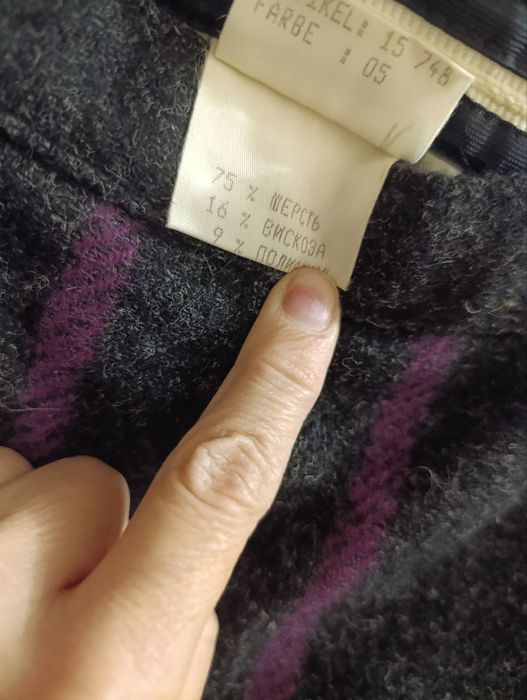 FARBE : 05
15 748
75 % ШЕРСТЬ
16 % ВИСКОЗА
9 %